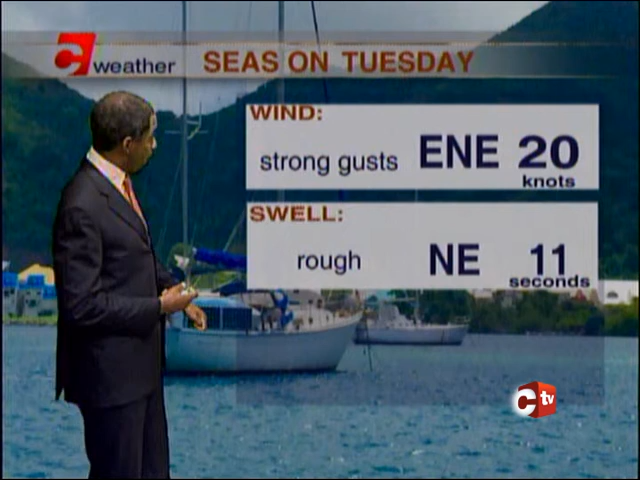 C weather SEAS ON TUESDAY
WIND:
strong gusts ENE 20
knots
SWELL:
rough NE 11
seconds
C tv